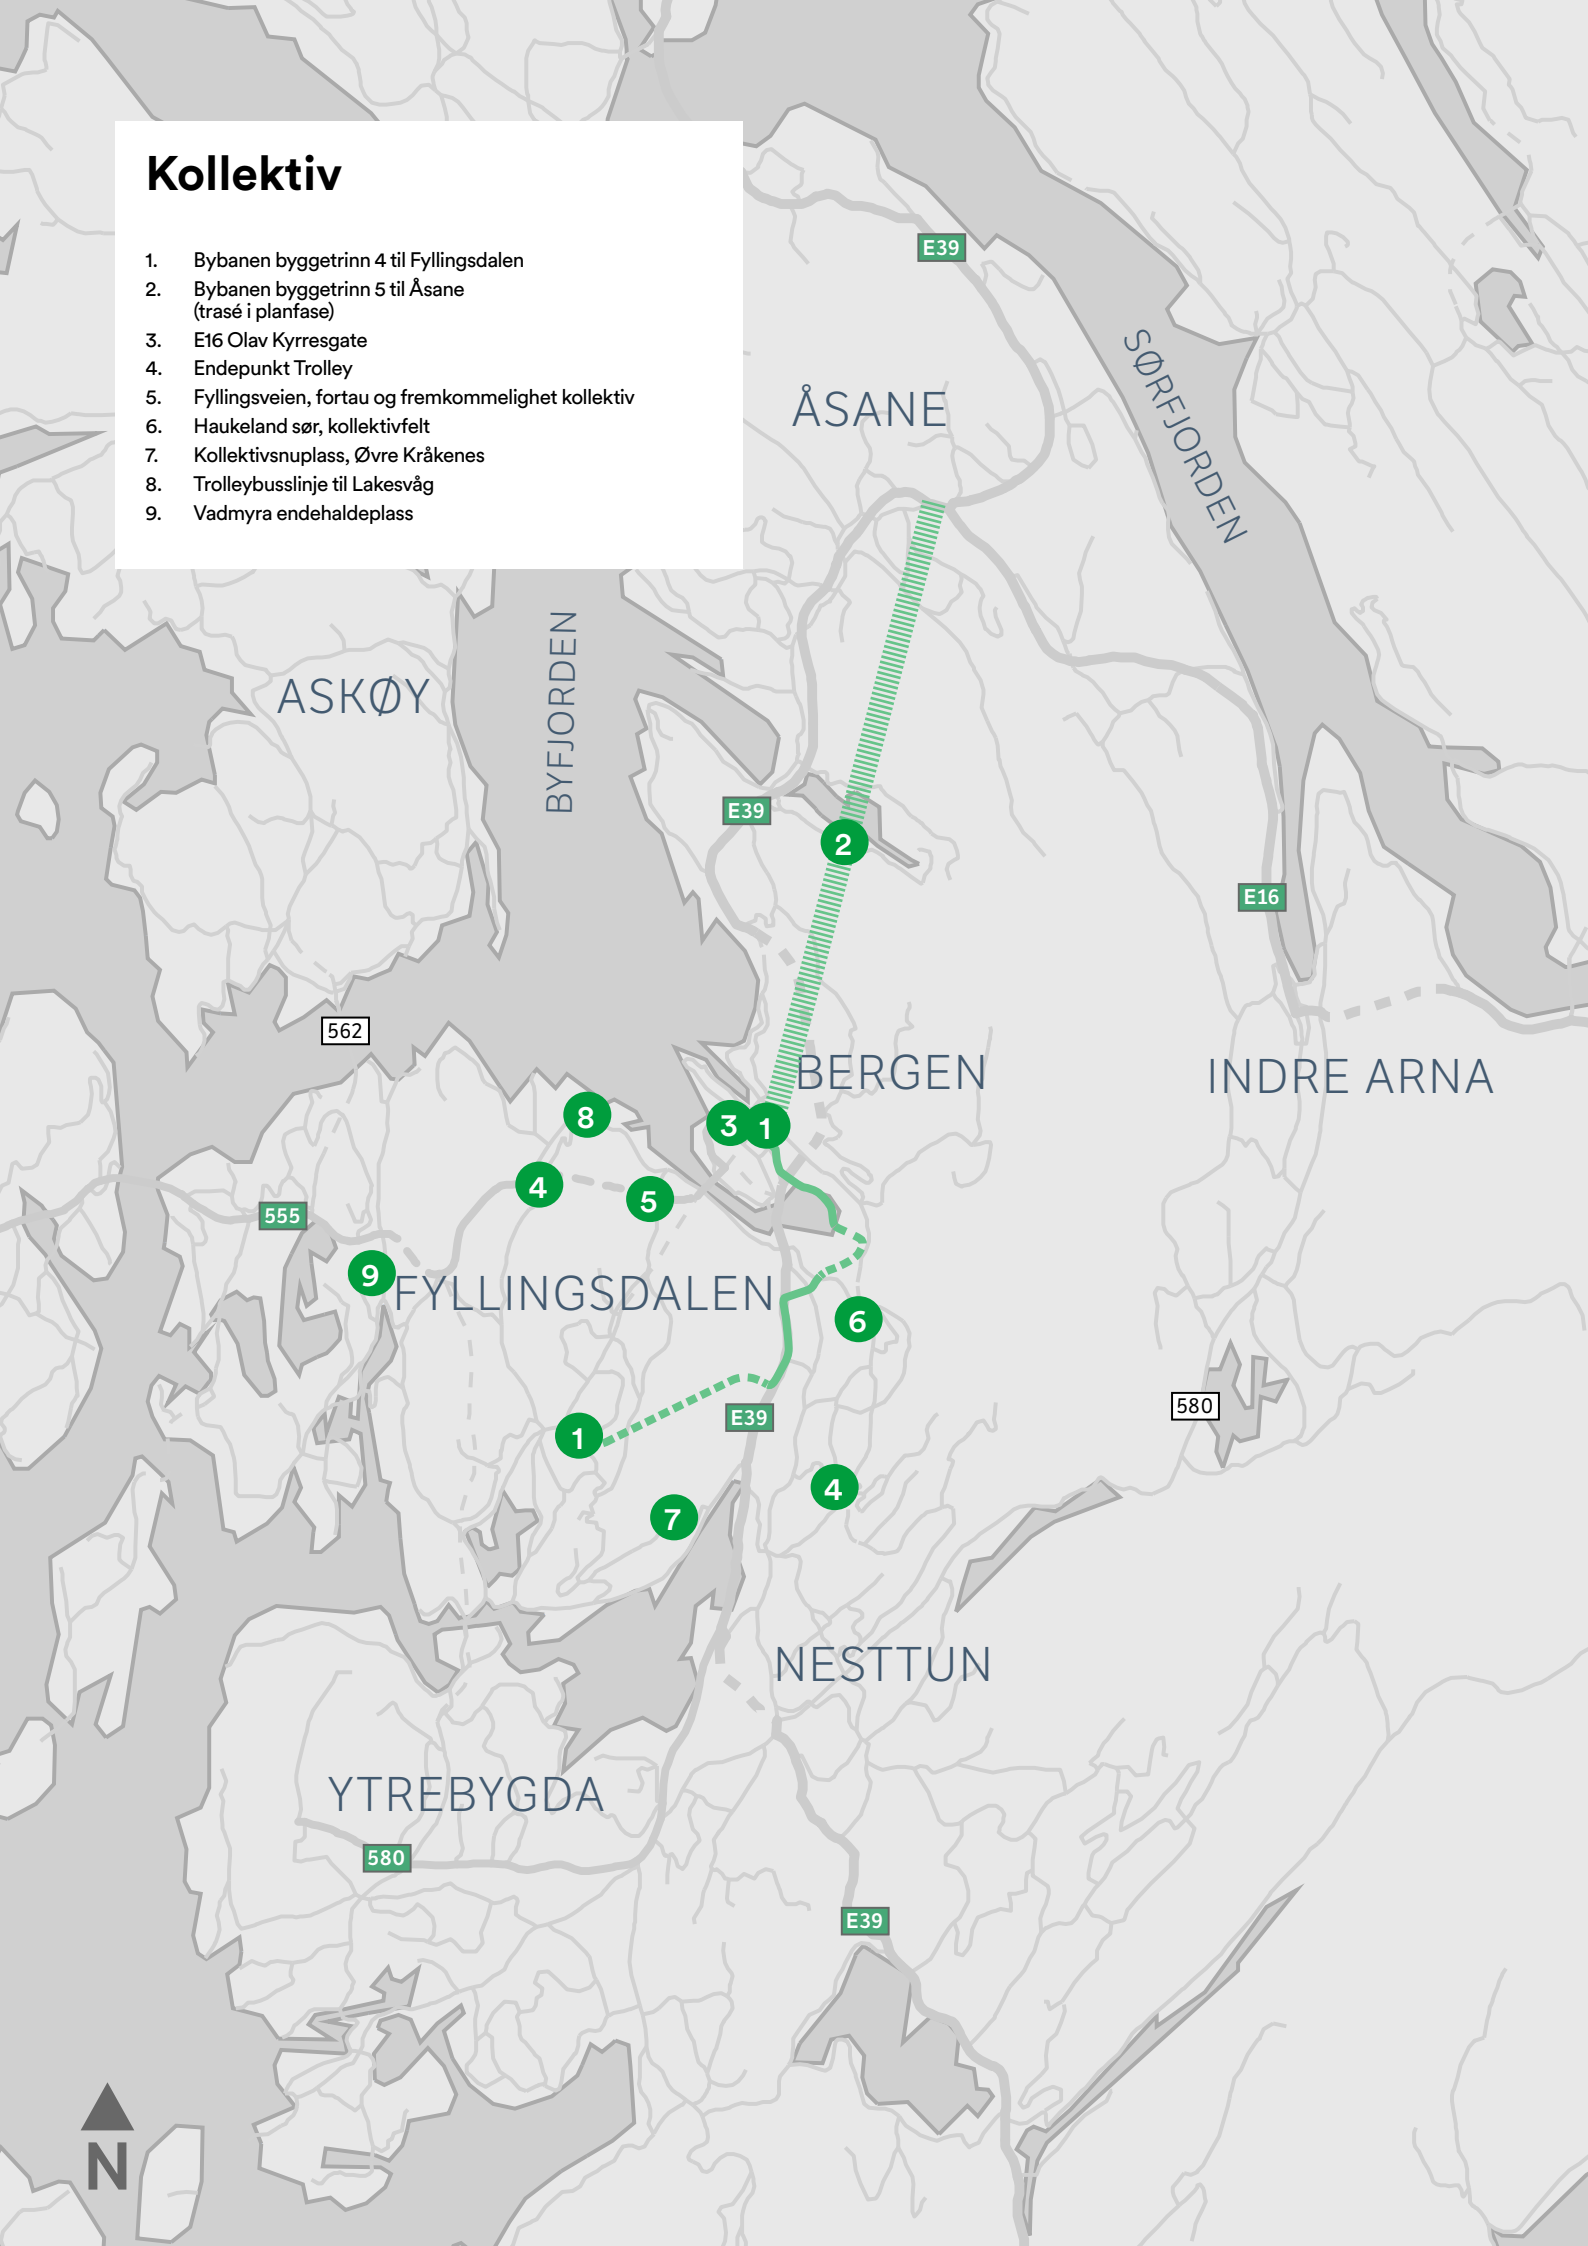 Kollektiv
1. Bybanen byggetrinn 4 til Fyllingsdalen
2. Bybanen byggetrinn 5 til Åsane
(trasé i planfase)
3. E16 Olav Kyrresgate
4. Endepunkt Trolley
5. Fyllingsveien, fortau og fremkommelighet kollektiv
6. Haukeland sør, kollektivfelt
7. Kollektivsnuplass, Øvre Kråkenes
8. Trolleybusslinje til Lakesvåg
9. Vadmyra endehaldeplass
E39
SØRFJORDEN
ÅSANE
BYFJORDEN
ASKØY
E39
2
E16
562
BERGEN
INDRE ARNA
8
3
1
4
5
555
9
FYLLINGSDALEN
6
580
E39
1
4
7
NESTTUN
YTREBYGDA
580
E39
N